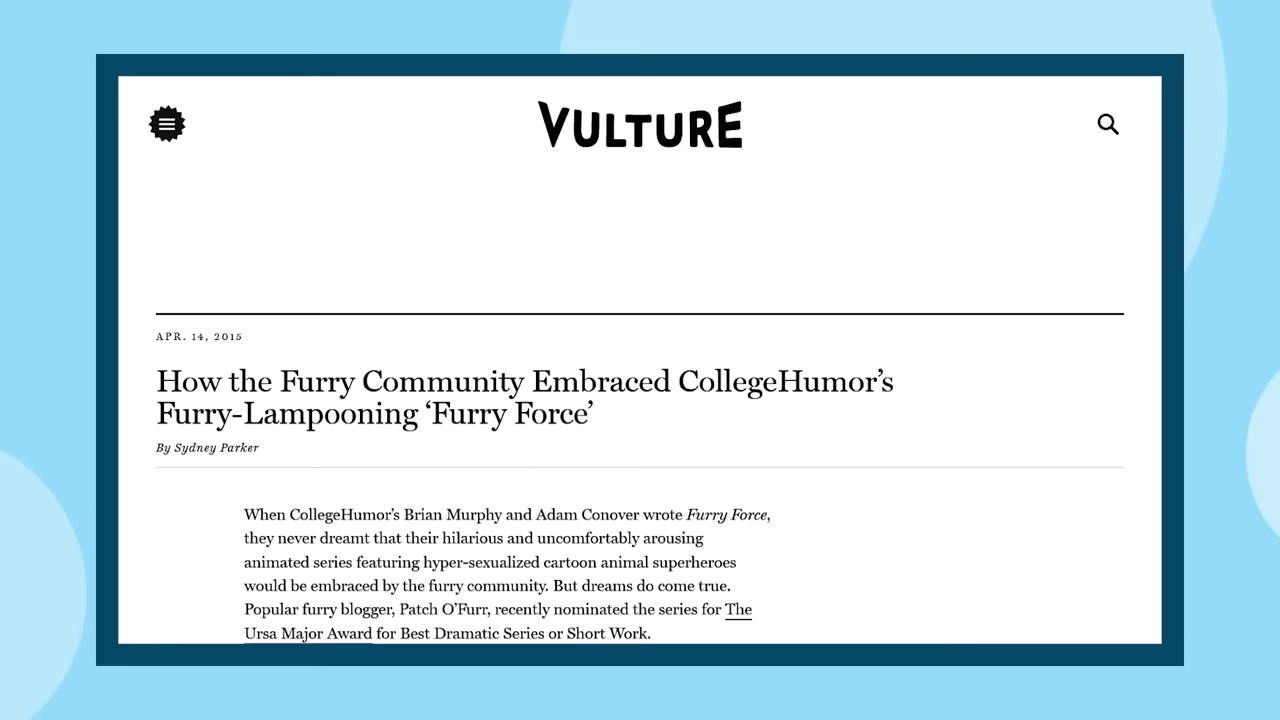 VULTURE
APR. 14, 2015
How the Furry Community Embraced CollegeHumor’s
Furry-Lampooning ‘Furry Force’
By Sydney Parker
When CollegeHumor’s Brian Murphy and Adam Conover wrote Furry Force,
they never dreamt that their hilarious and uncomfortably arousing
animated series featuring hyper-sexualized cartoon animal superheroes
would be embraced by the furry community. But dreams do come true.
Popular furry blogger, Patch O’Furr, recently nominated the series for The
Ursa Major Award for Best Dramatic Series or Short Work.